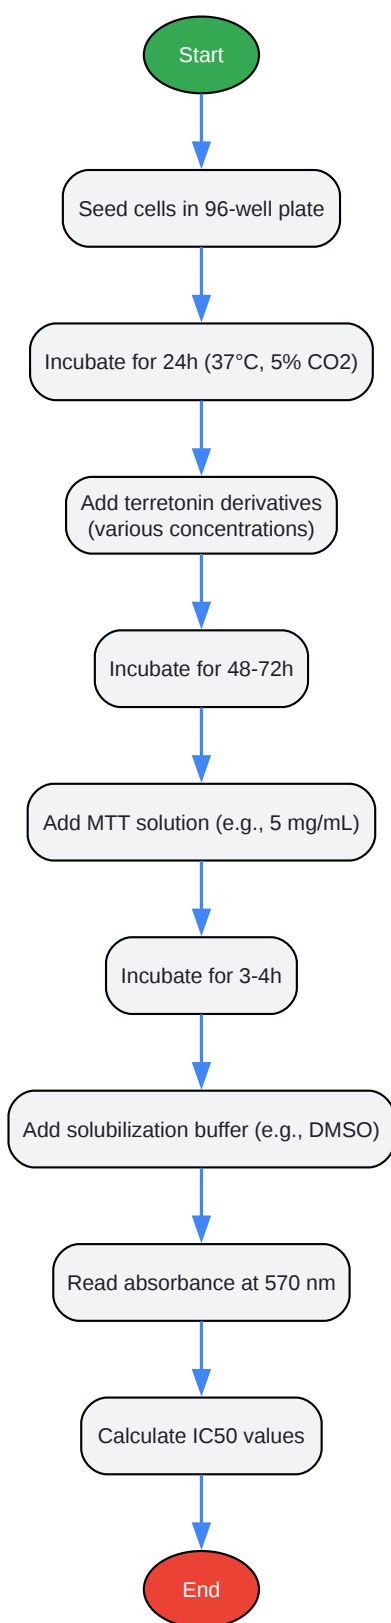 Start
Seed cells in 96-well plate
Incubate for 24h (37°C, 5% CO2)
Add terretonin derivatives
(various concentrations)
Incubate for 48-72h
Add MTT solution (e.g., 5 mg/mL)
Incubate for 3-4h
Add solubilization buffer (e.g., DMSO)
Read absorbance at 570 nm
Calculate IC50 values
End